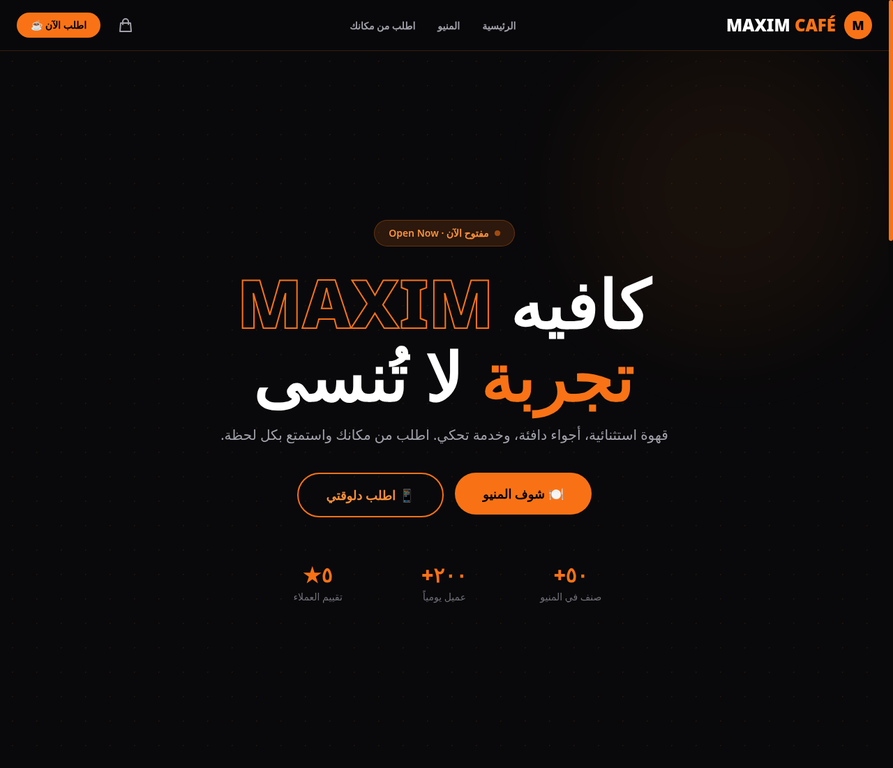 M
MAXIM CAFÉ
الرئيسية
المنيو
اطلب من مكانك
اطلب الآن ☕
مفتوح الآن · Open Now
كافيه MAXIM
تجربة لا تُنسى
قهوة استثنائية، أجواء دافئة، وخدمة تحكي. اطلب من مكانك واستمتع بكل لحظة.
🍽️ شوف المنيو
📱 اطلب دلوقتي
٥٠+
صنف في المنيو
٢٠٠+
عميل يومياً
٥★
تقييم العملاء